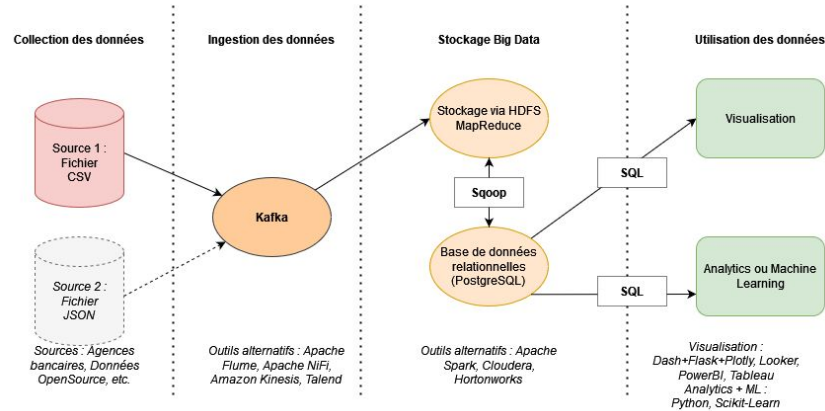 Collection des données
Ingestion des données
Stockage Big Data
Utilisation des données
Source 1 :
Fichier
CSV
Kafka
Stockage via HDFS
MapReduce
Visualisation
SQL
Sqoop
Source 2 :
Fichier
JSON
Base de données
relationnelles
(PostgreSQL)
SQL
Analytics ou Machine
Learning
Sources : Agences
bancaires, Données
OpenSource, etc.
Outils alternatifs : Apache
Flume, Apache NiFi,
Amazon Kinesis, Talend
Outils alternatifs : Apache
Spark, Cloudera,
Hortonworks
Visualisation :
Dash+Flask+Plotly, Looker,
PowerBI, Tableau
Analytics + ML :
Python, Scikit-Learn